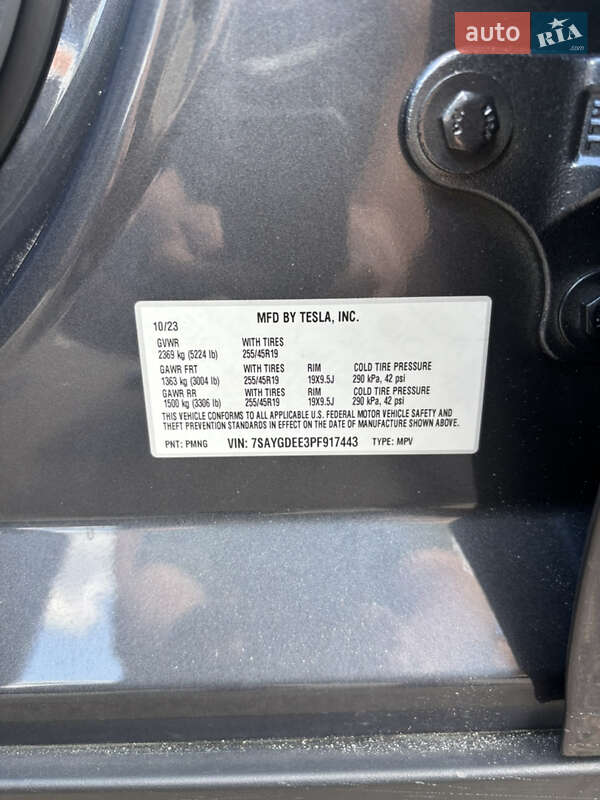 auto RIA.com
10/23 MFD BY TESLA, INC.
GVWR WITH TIRES
2369 kg (5224 lb) 255/45R19
GAWR FRT WITH TIRES RIM COLD TIRE PRESSURE
1363 kg (3004 lb) 255/45R19 19X9.5J 290 kPa, 42 psi
GAWR RR WITH TIRES RIM COLD TIRE PRESSURE
1500 kg (3306 lb) 255/45R19 19X9.5J 290 kPa, 42 psi
THIS VEHICLE CONFORMS TO ALL APPLICABLE U.S. FEDERAL MOTOR VEHICLE SAFETY AND
THEFT PREVENTION STANDARDS IN EFFECT ON THE DATE OF MANUFACTURE SHOWN ABOVE.
PNT: PMNG VIN: 7SAYGDEE3PF917443 TYPE: MPV